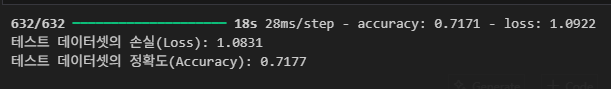 632/632 ━━━━━━━━━━━━━━━━━━━━ 18s 28ms/step - accuracy: 0.7171 - loss: 1.0922
테스트 데이터셋의 손실(Loss): 1.0831
테스트 데이터셋의 정확도(Accuracy): 0.7177